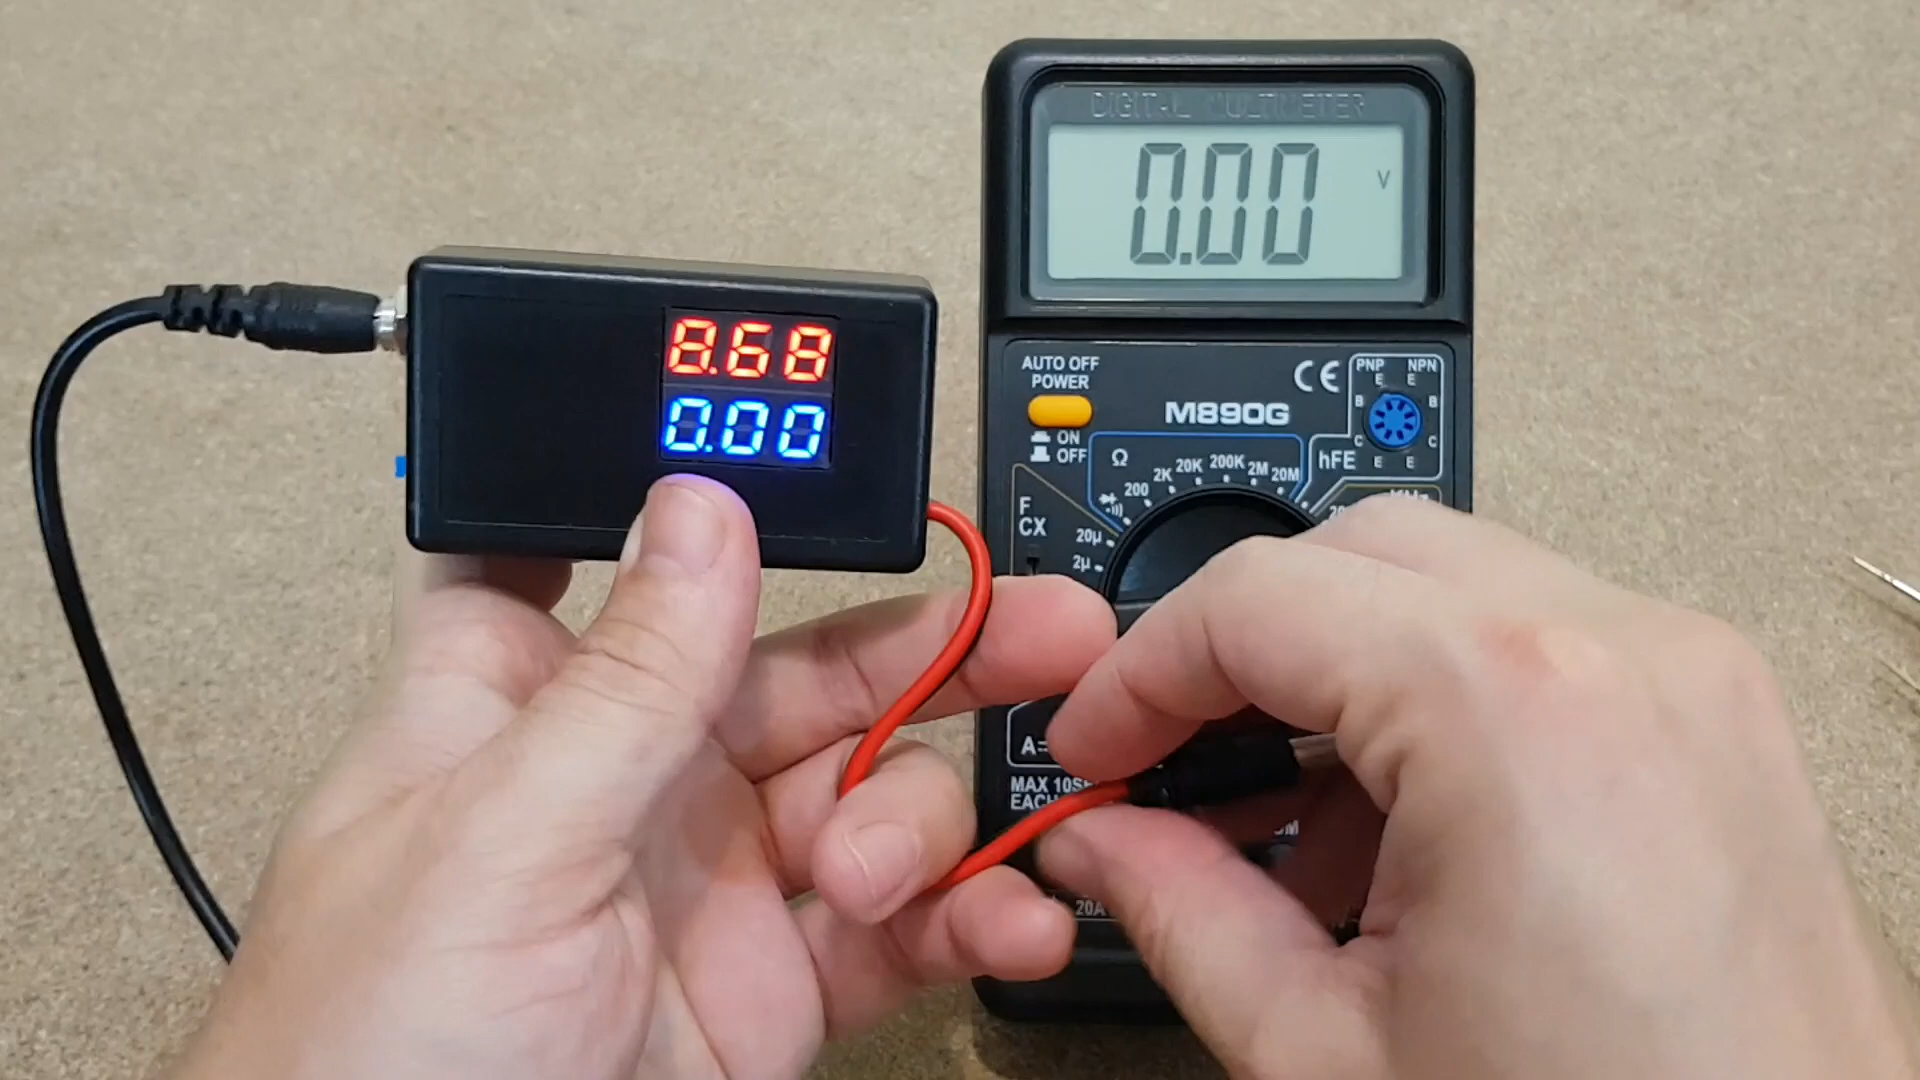 DIGITAL MULTIMETER
0.00 V
8.68
0.00
AUTO OFF
POWER
ON
OFF
CE
M890G
PNP NPN
E E
B B
C C
E E
hFE
Ω
200
2K
20K
200K
2M
20M
F
CX
20μ
2μ
A
MAX 10
EACH
20A